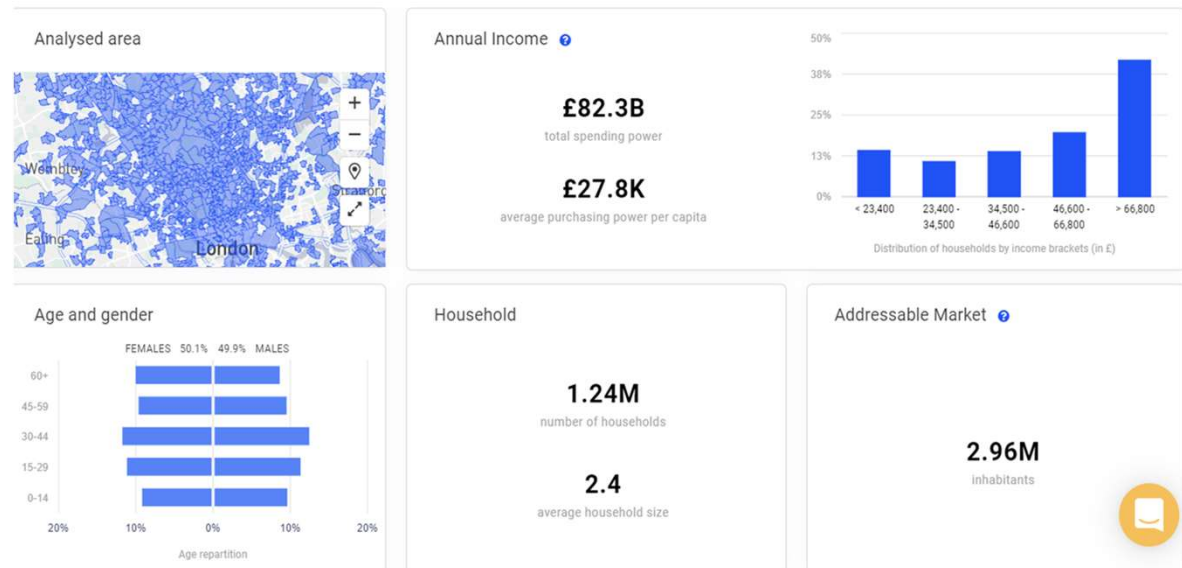 Analysed area
Wembley
Stratford
Ealing
London
Annual Income
£82.3B
total spending power
£27.8K
average purchasing power per capita
50%
38%
25%
13%
0%
< 23,400
23,400 -
34,500
34,500 -
46,600
46,600 -
66,800
> 66,800
Distribution of households by income brackets (in £)
Age and gender
FEMALES 50.1% 49.9% MALES
60+
45-59
30-44
15-29
0-14
20% 10% 0% 10% 20%
Age repartition
Household
1.24M
number of households
2.4
average household size
Addressable Market
2.96M
inhabitants